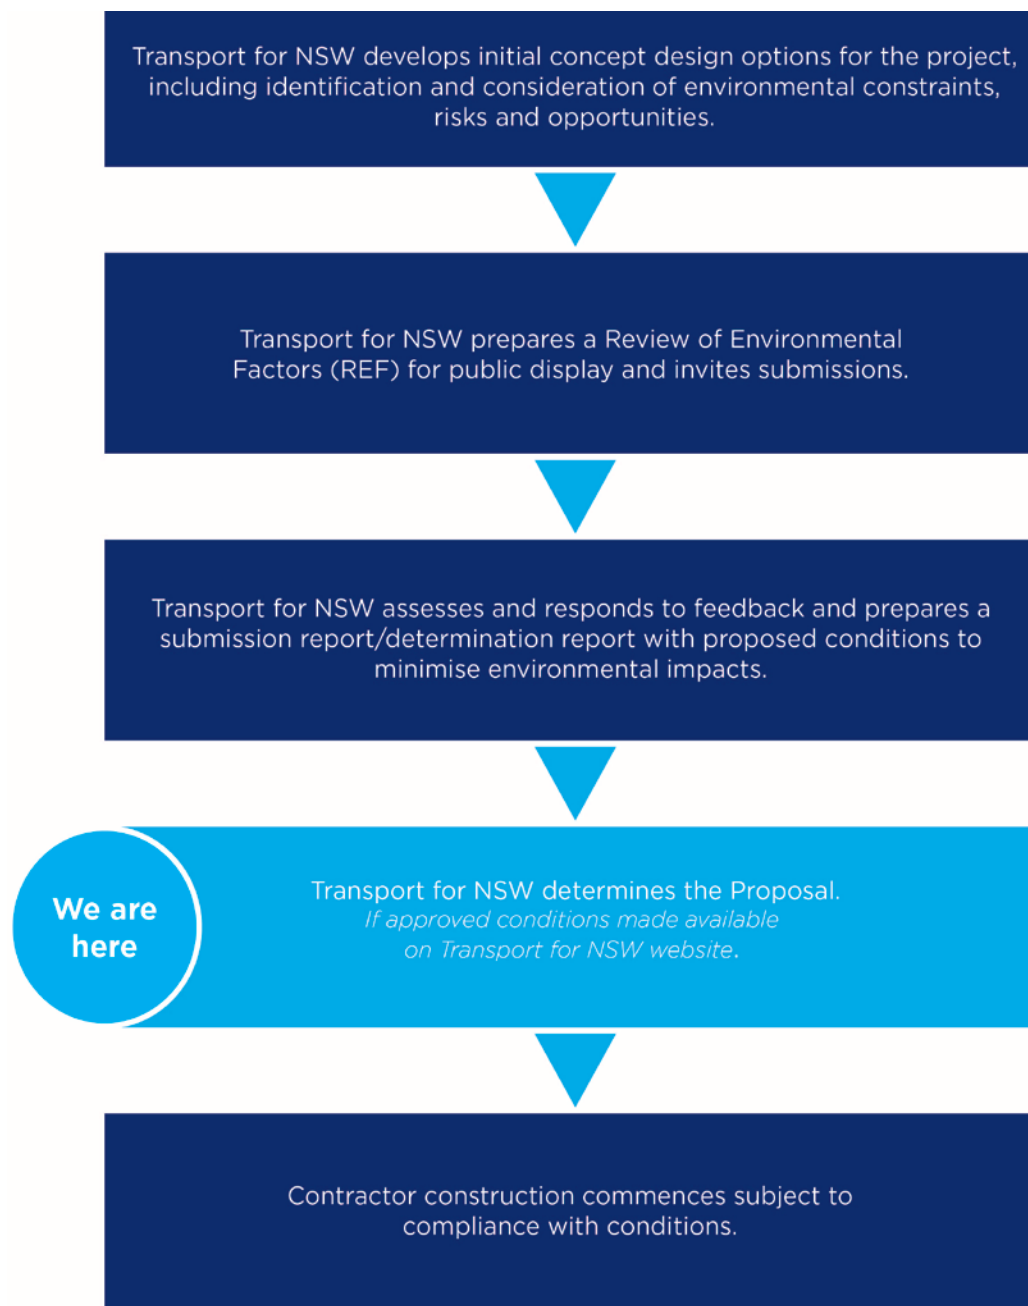 Transport for NSW develops initial concept design options for the project,
including identification and consideration of environmental constraints,
risks and opportunities.
Transport for NSW prepares a Review of Environmental
Factors (REF) for public display and invites submissions.
Transport for NSW assesses and responds to feedback and prepares a
submission report/determination report with proposed conditions to
minimise environmental impacts.
We are
here
Transport for NSW determines the Proposal.
If approved conditions made available
on Transport for NSW website.
Contractor construction commences subject to
compliance with conditions.